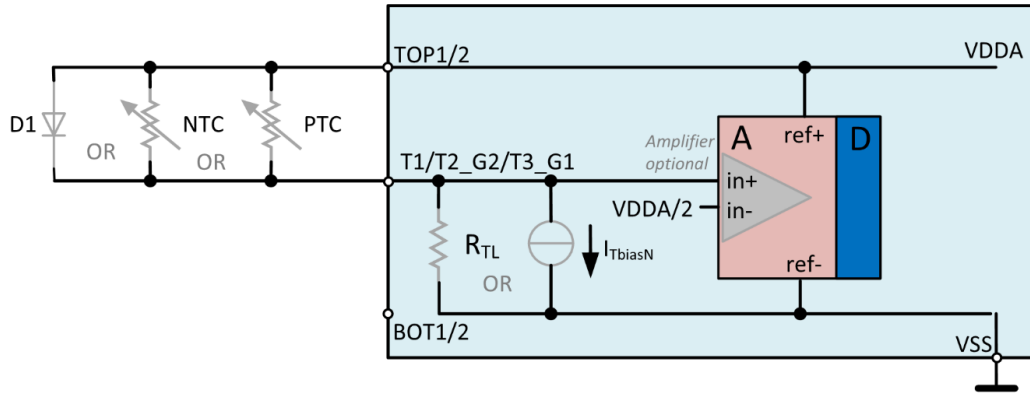 TOP1/2
VDDA
D1
OR
NTC
OR
PTC
Amplifier
optional
A
ref+
D
T1/T2_G2/T3_G1
in+
VDDA/2
in-
RTL
OR
ITbiasN
ref-
BOT1/2
VSS